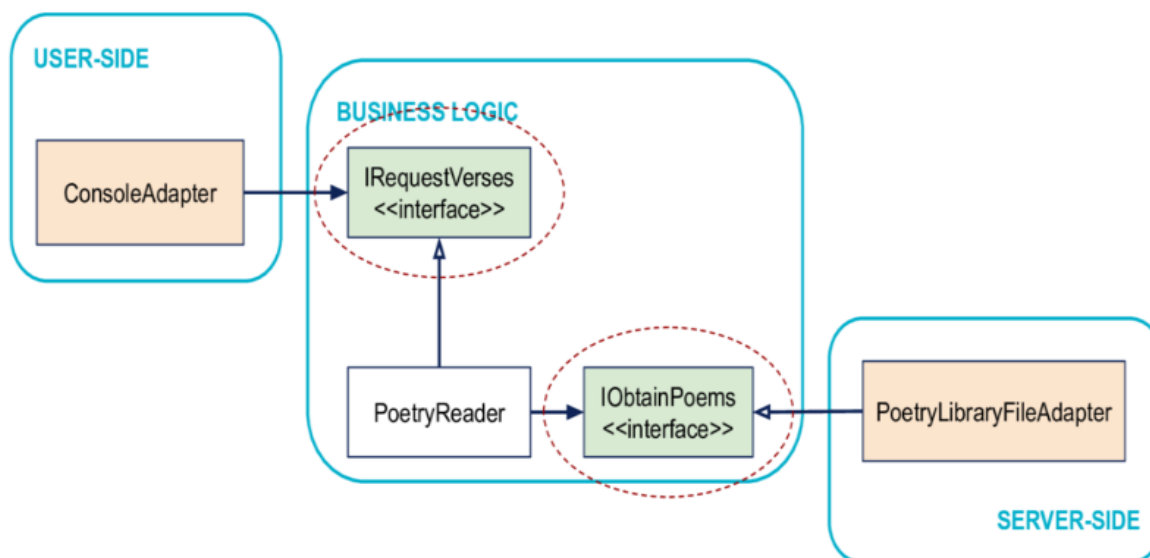 USER-SIDE
BUSINESS LOGIC
ConsoleAdapter
IRequestVerses
<<interface>>
PoetryReader
IObtainPoems
<<interface>>
PoetryLibraryFileAdapter
SERVER-SIDE